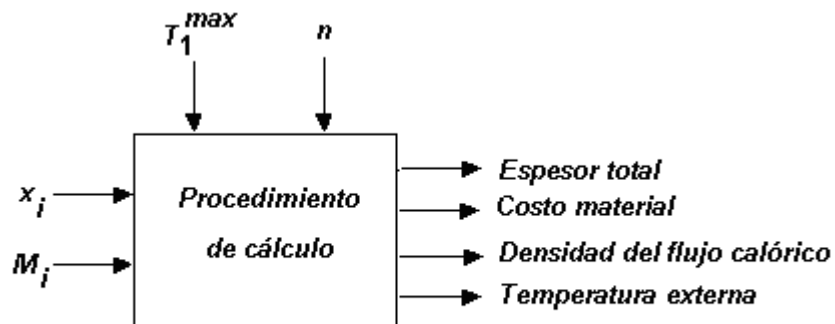 T₁ᵐᵃˣ
n
xᵢ
Mᵢ
Procedimiento
de cálculo
Espesor total
Costo material
Densidad del flujo calórico
Temperatura externa